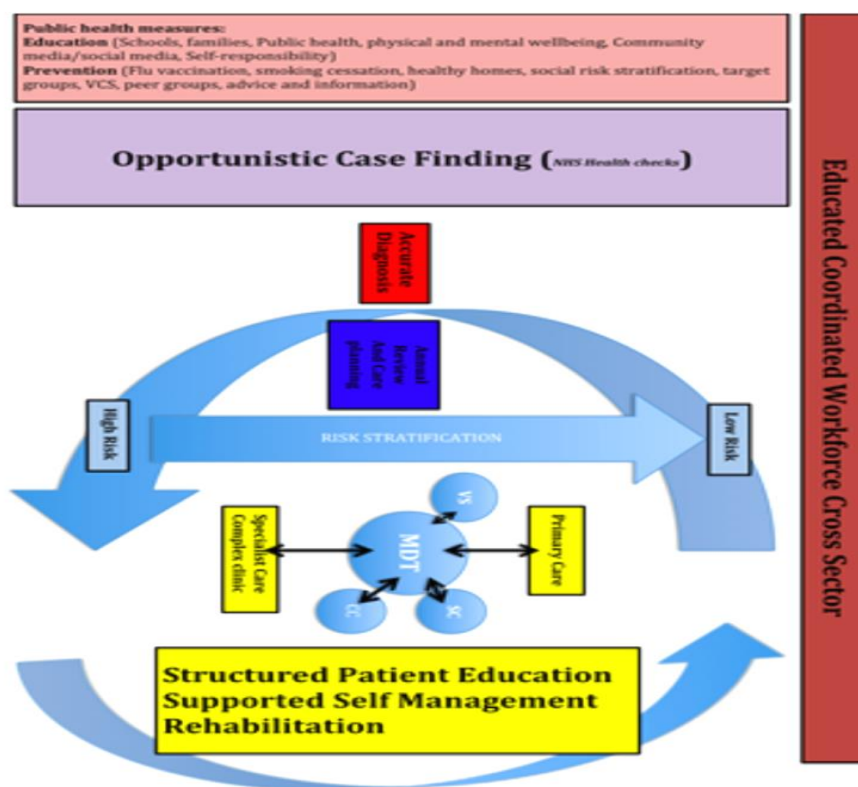 Public health measures:
Education (Schools, families, Public health, physical and mental wellbeing, Community
media/social media, Self-responsibility)
Prevention (Flu vaccination, smoking cessation, healthy homes, social risk stratification, target
groups, VCS, peer groups, advice and information)
Opportunistic Case Finding (NHS Health checks)
Educated Coordinated Workforce Cross Sector
Accurate
Diagnosis
Annual
Review
And Care
planning
High Risk
RISK STRATIFICATION
Low Risk
VS
Specialist Care
Complex clinic
MDT
Primary Care
CC
SC
Structured Patient Education
Supported Self Management
Rehabilitation